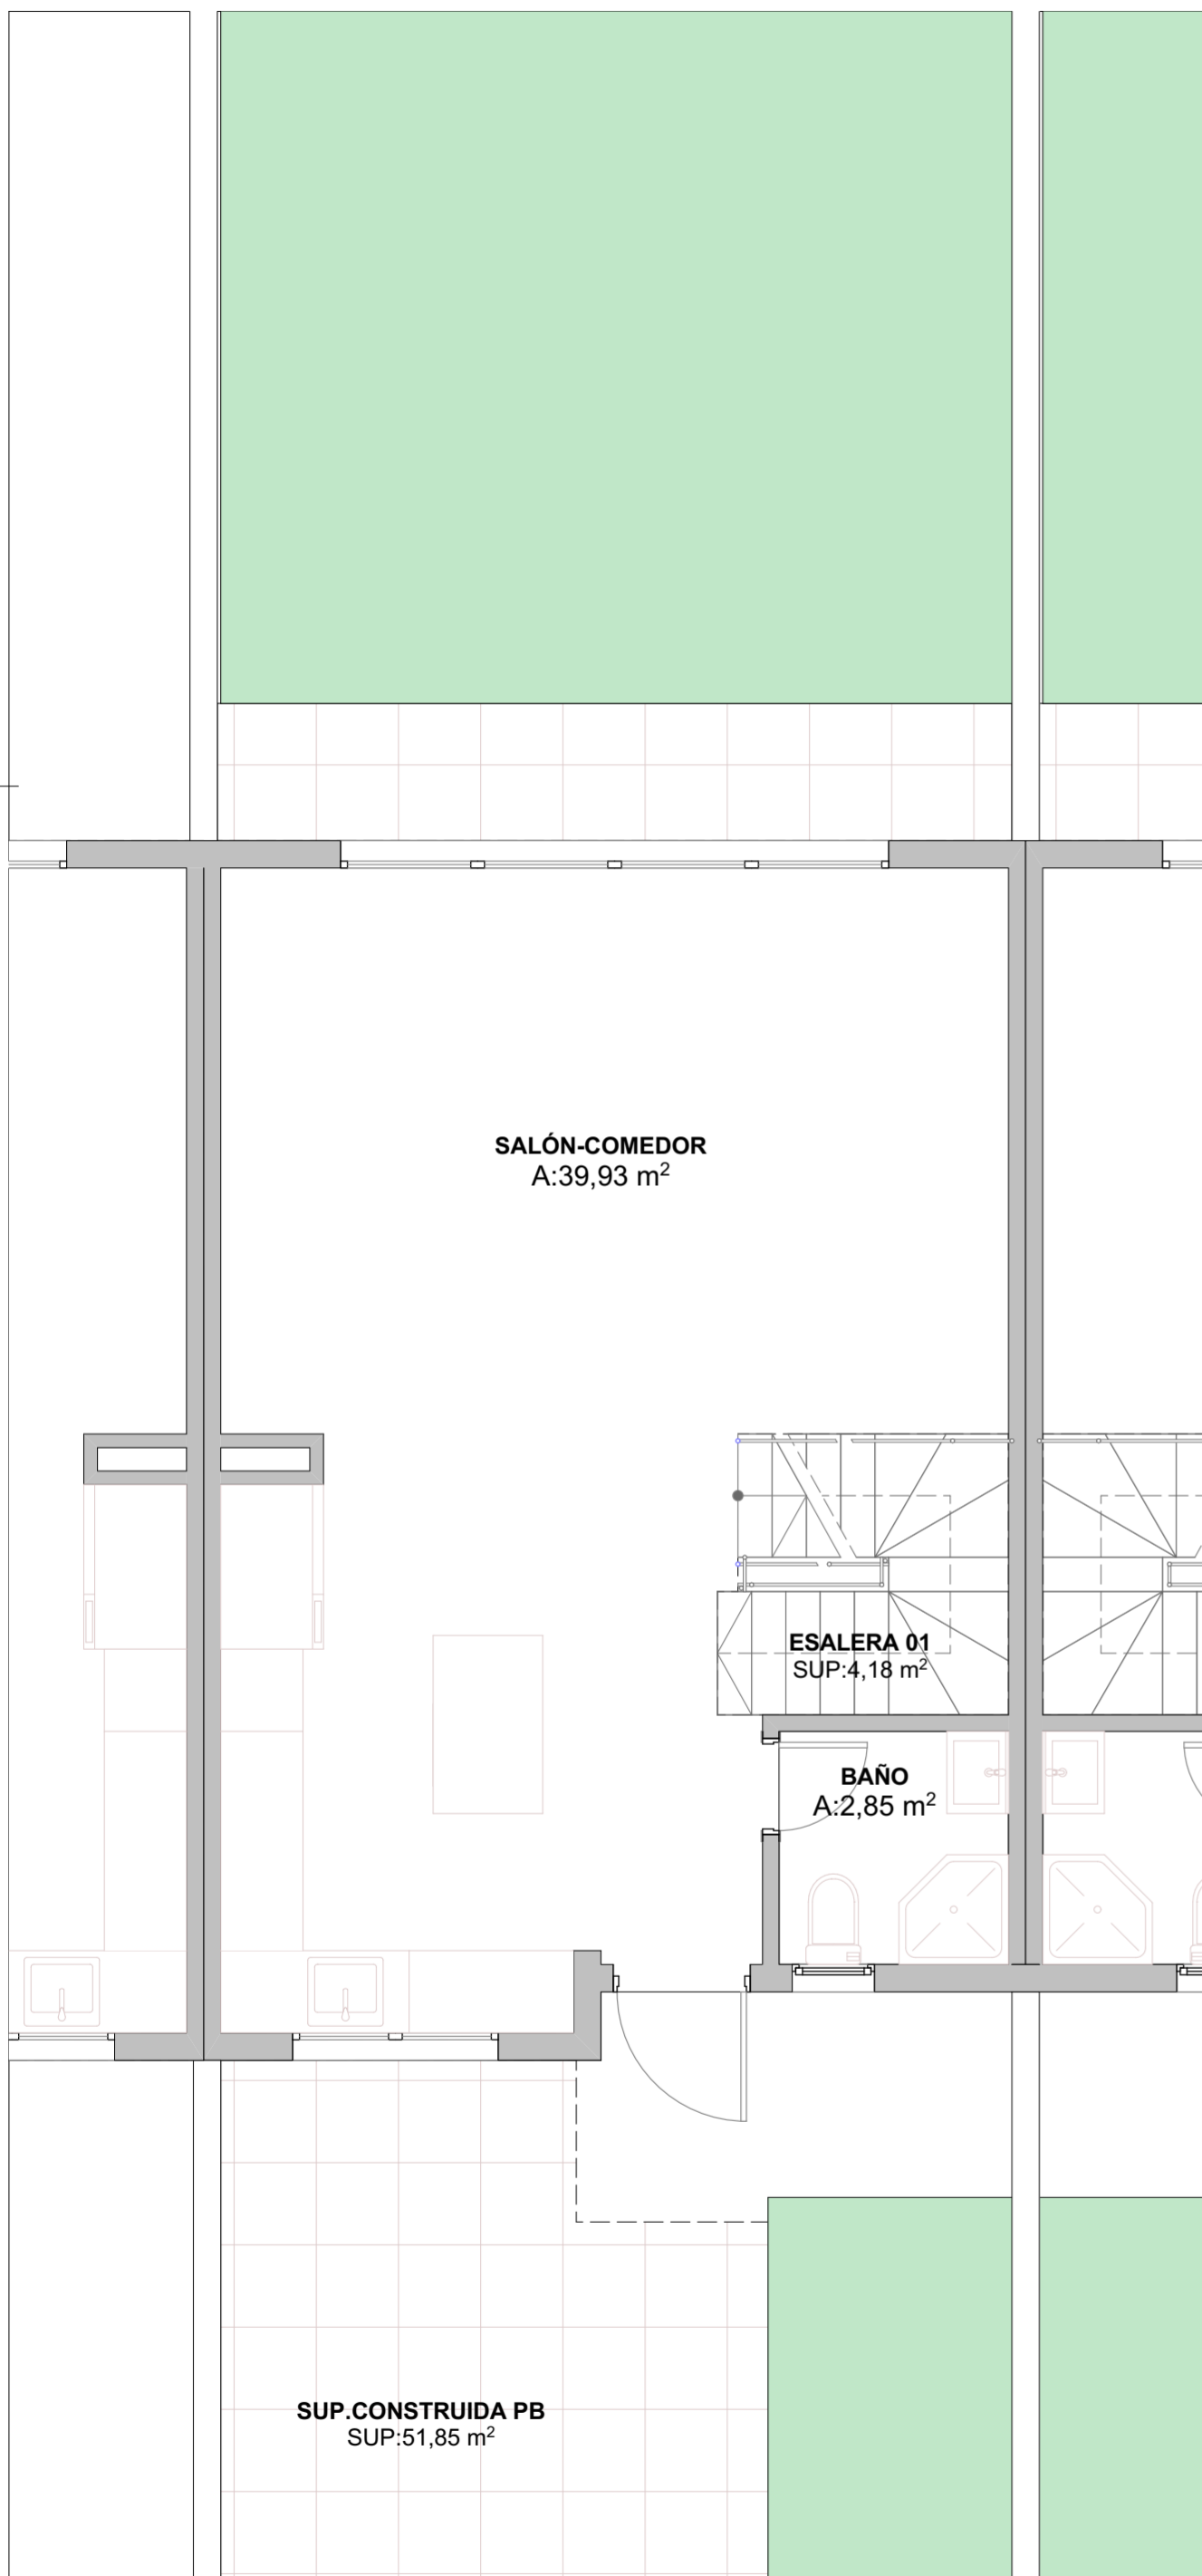 SALÓN-COMEDOR
A:39,93 m²
ESALERA 01
SUP:4,18 m²
BAÑO
A:2,85 m²
SUP.CONSTRUIDA PB
SUP:51,85 m²